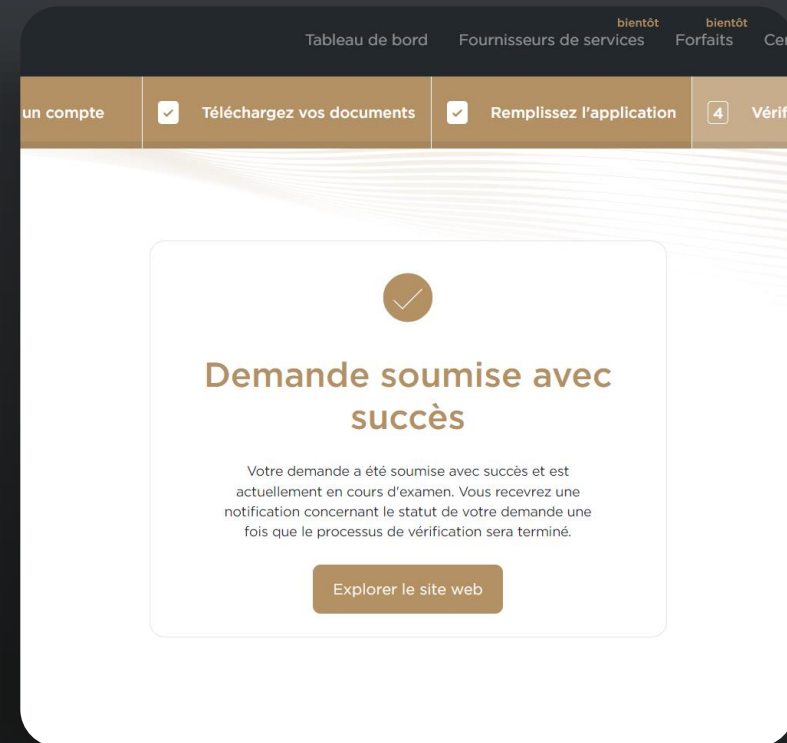 bientôt bientôt
Tableau de bord Fournisseurs de services Forfaits
un compte Téléchargez vos documents Remplissez l'application 4
Demande soumise avec
succès
Votre demande a été soumise avec succès et est
actuellement en cours d'examen. Vous recevrez une
notification concernant le statut de votre demande une
fois que le processus de vérification sera terminé.
Explorer le site web